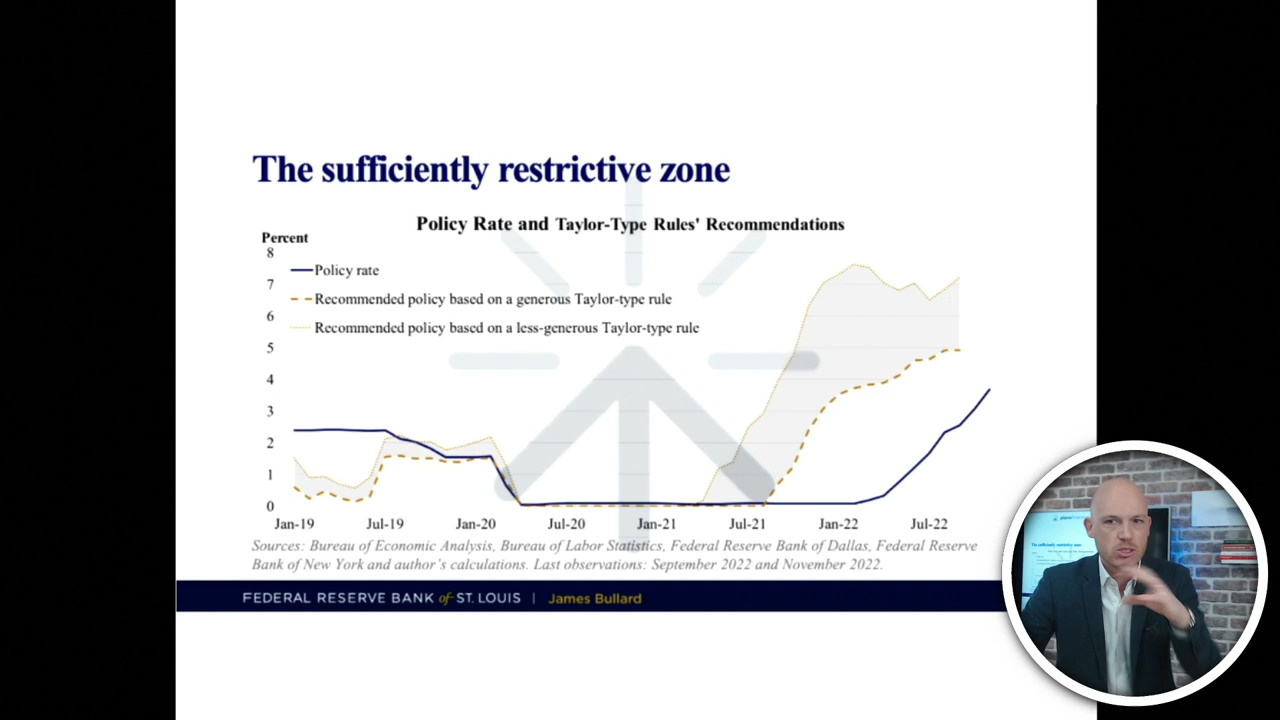 The sufficiently restrictive zone
Policy Rate and Taylor-Type Rules' Recommendations
Percent
8
7
6
5
4
3
2
1
0
Policy rate
Recommended policy based on a generous Taylor-type rule
Recommended policy based on a less-generous Taylor-type rule
Jan-19 Jul-19 Jan-20 Jul-20 Jan-21 Jul-21 Jan-22 Jul-22
Sources: Bureau of Economic Analysis, Bureau of Labor Statistics, Federal Reserve Bank of Dallas, Federal Reserve
Bank of New York and author's calculations. Last observations: September 2022 and November 2022.
FEDERAL RESERVE BANK of ST. LOUIS | James Bullard